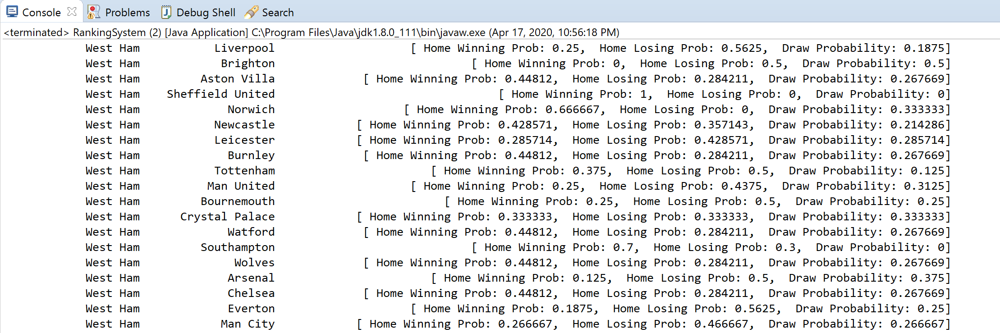 Console Problems Debug Shell Search
<terminated> RankingSystem (2) [Java Application] C:\Program Files\Java\jdk1.8.0_111\bin\javaw.exe (Apr 17, 2020, 10:56:18 PM)
West Ham Liverpool [ Home Winning Prob: 0.25, Home Losing Prob: 0.5625, Draw Probability: 0.1875]
West Ham Brighton [ Home Winning Prob: 0, Home Losing Prob: 0.5, Draw Probability: 0.5]
West Ham Aston Villa [ Home Winning Prob: 0.44812, Home Losing Prob: 0.284211, Draw Probability: 0.267669]
West Ham Sheffield United [ Home Winning Prob: 1, Home Losing Prob: 0, Draw Probability: 0]
West Ham Norwich [ Home Winning Prob: 0.666667, Home Losing Prob: 0, Draw Probability: 0.333333]
West Ham Newcastle [ Home Winning Prob: 0.428571, Home Losing Prob: 0.357143, Draw Probability: 0.214286]
West Ham Leicester [ Home Winning Prob: 0.285714, Home Losing Prob: 0.428571, Draw Probability: 0.285714]
West Ham Burnley [ Home Winning Prob: 0.44812, Home Losing Prob: 0.284211, Draw Probability: 0.267669]
West Ham Tottenham [ Home Winning Prob: 0.375, Home Losing Prob: 0.5, Draw Probability: 0.125]
West Ham Man United [ Home Winning Prob: 0.25, Home Losing Prob: 0.4375, Draw Probability: 0.3125]
West Ham Bournemouth [ Home Winning Prob: 0.25, Home Losing Prob: 0.5, Draw Probability: 0.25]
West Ham Crystal Palace [ Home Winning Prob: 0.333333, Home Losing Prob: 0.333333, Draw Probability: 0.333333]
West Ham Watford [ Home Winning Prob: 0.44812, Home Losing Prob: 0.284211, Draw Probability: 0.267669]
West Ham Southampton [ Home Winning Prob: 0.7, Home Losing Prob: 0.3, Draw Probability: 0]
West Ham Wolves [ Home Winning Prob: 0.44812, Home Losing Prob: 0.284211, Draw Probability: 0.267669]
West Ham Arsenal [ Home Winning Prob: 0.125, Home Losing Prob: 0.5, Draw Probability: 0.375]
West Ham Chelsea [ Home Winning Prob: 0.44812, Home Losing Prob: 0.284211, Draw Probability: 0.267669]
West Ham Everton [ Home Winning Prob: 0.1875, Home Losing Prob: 0.5625, Draw Probability: 0.25]
West Ham Man City [ Home Winning Prob: 0.266667, Home Losing Prob: 0.466667, Draw Probability: 0.266667]